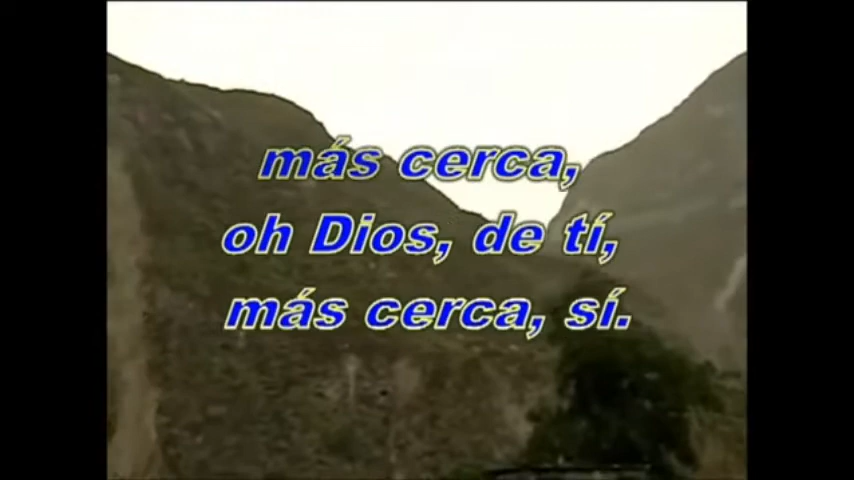 más cerca,
oh Dios, de tí,
más cerca, sí.